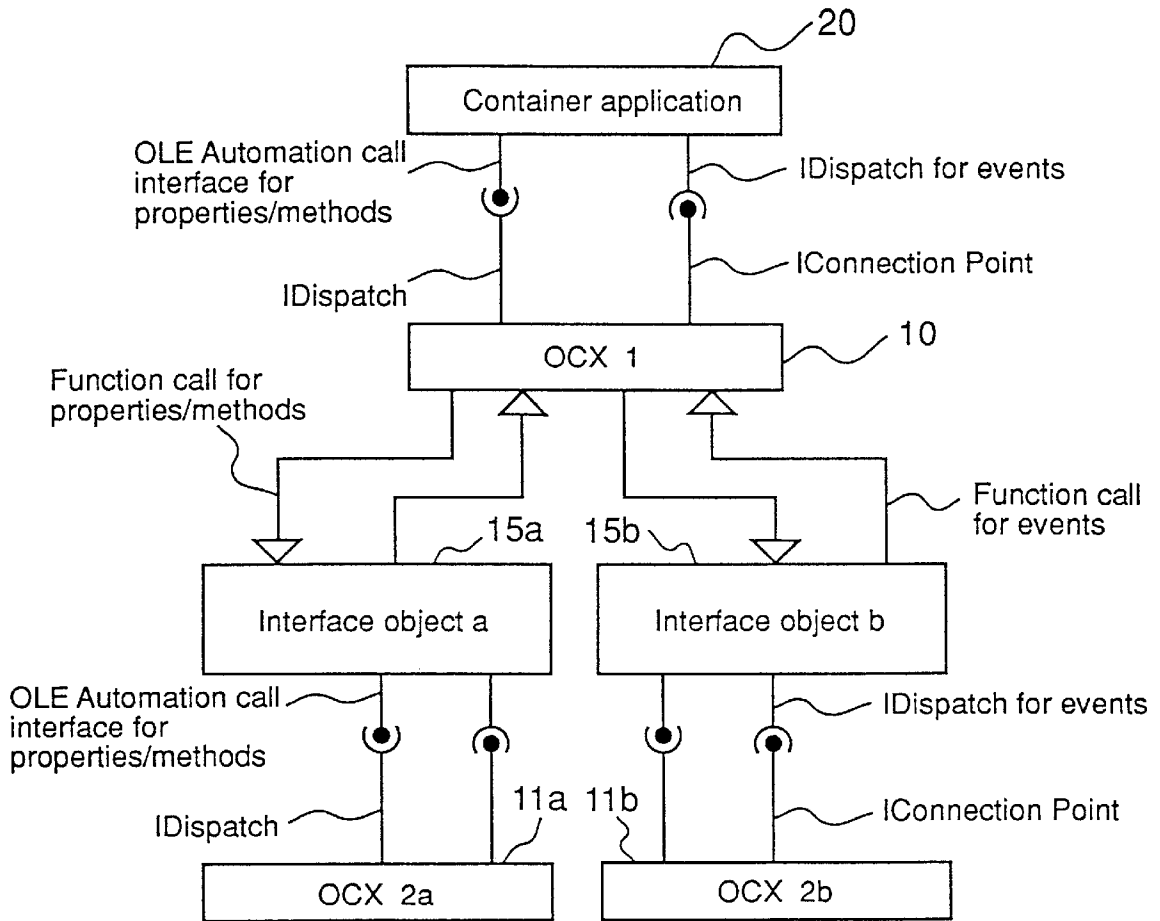 20
Container application
OLE Automation call
interface for
properties/methods
IDispatch for events
IDispatch
IConnection Point
OCX 1
10
Function call for
properties/methods
Function call
for events
15a
15b
Interface object a
Interface object b
OLE Automation call
interface for
properties/methods
IDispatch for events
IDispatch
11a
11b
IConnection Point
OCX 2a
OCX 2b